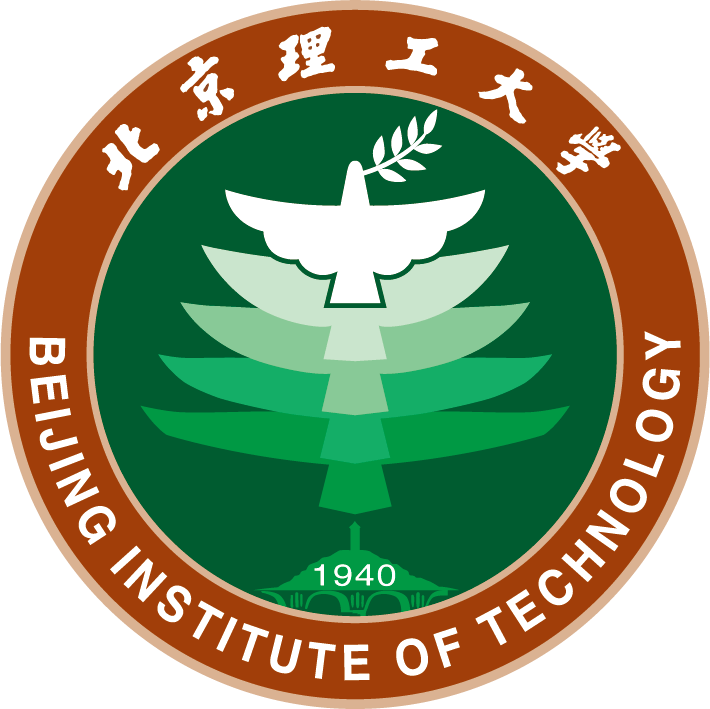 北京理工大学
1940
BEIJING INSTITUTE OF TECHNOLOGY